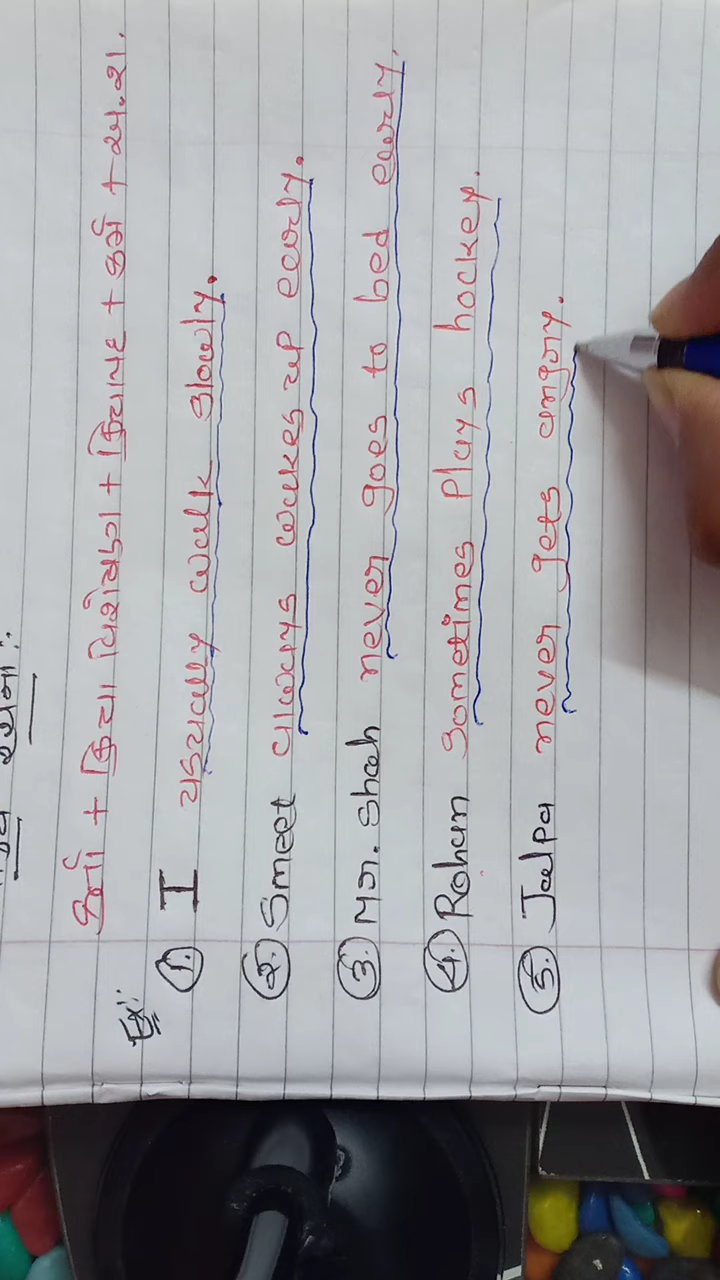 રચના :-
કર્તા + ક્રિયા વિશેષણ + ક્રિયાપદ + કર્મ + અ.શ.
Ex:-
1. I usually walk slowly.
2. Smeet always wakes up early.
3. Mr. Shah never goes to bed early.
4. Rohan sometimes plays hockey.
5. Jalpa never gets angry.